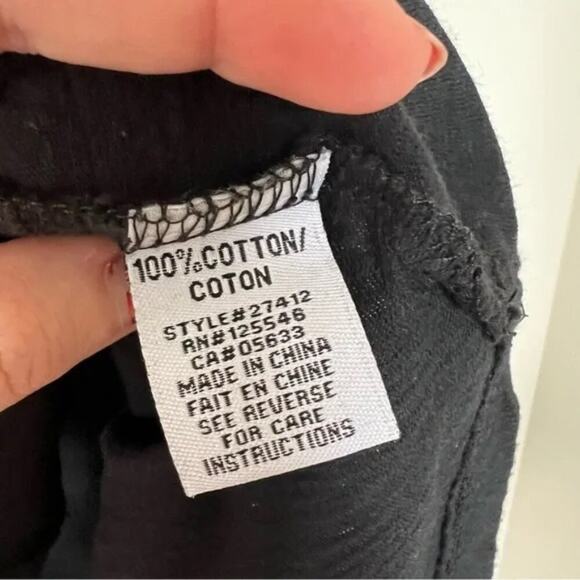 100%COTTON/
COTON
STYLE#27412
RN#125546
CA#05633
MADE IN CHINA
FAIT EN CHINE
SEE REVERSE
FOR CARE
INSTRUCTIONS